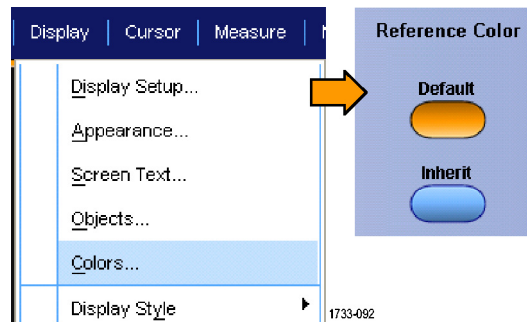 Display Cursor Measure
Display Setup...
Appearance...
Screen Text...
Objects...
Colors...
Display Style
Reference Color
Default
Inherit
1733-092